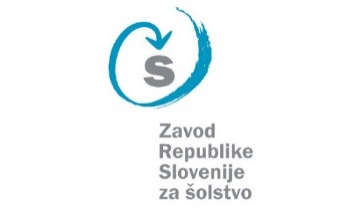 š
Zavod
Republike
Slovenije
za šolstvo